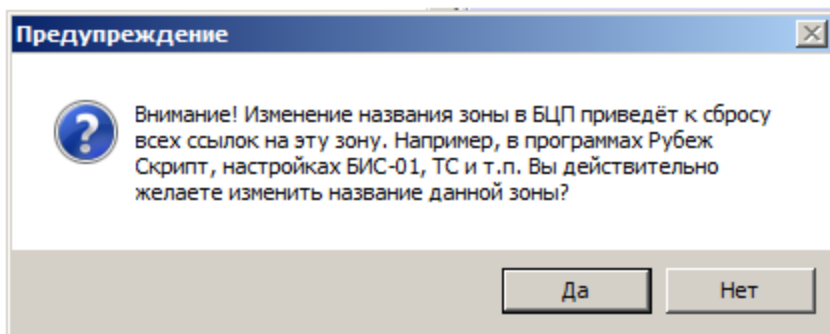 Предупреждение
Внимание! Изменение названия зоны в БЦП приведёт к сбросу
всех ссылок на эту зону. Например, в программах Рубеж
Скрипт, настройках БИС-01, ТС и т.п. Вы действительно
желаете изменить название данной зоны?
Да
Нет